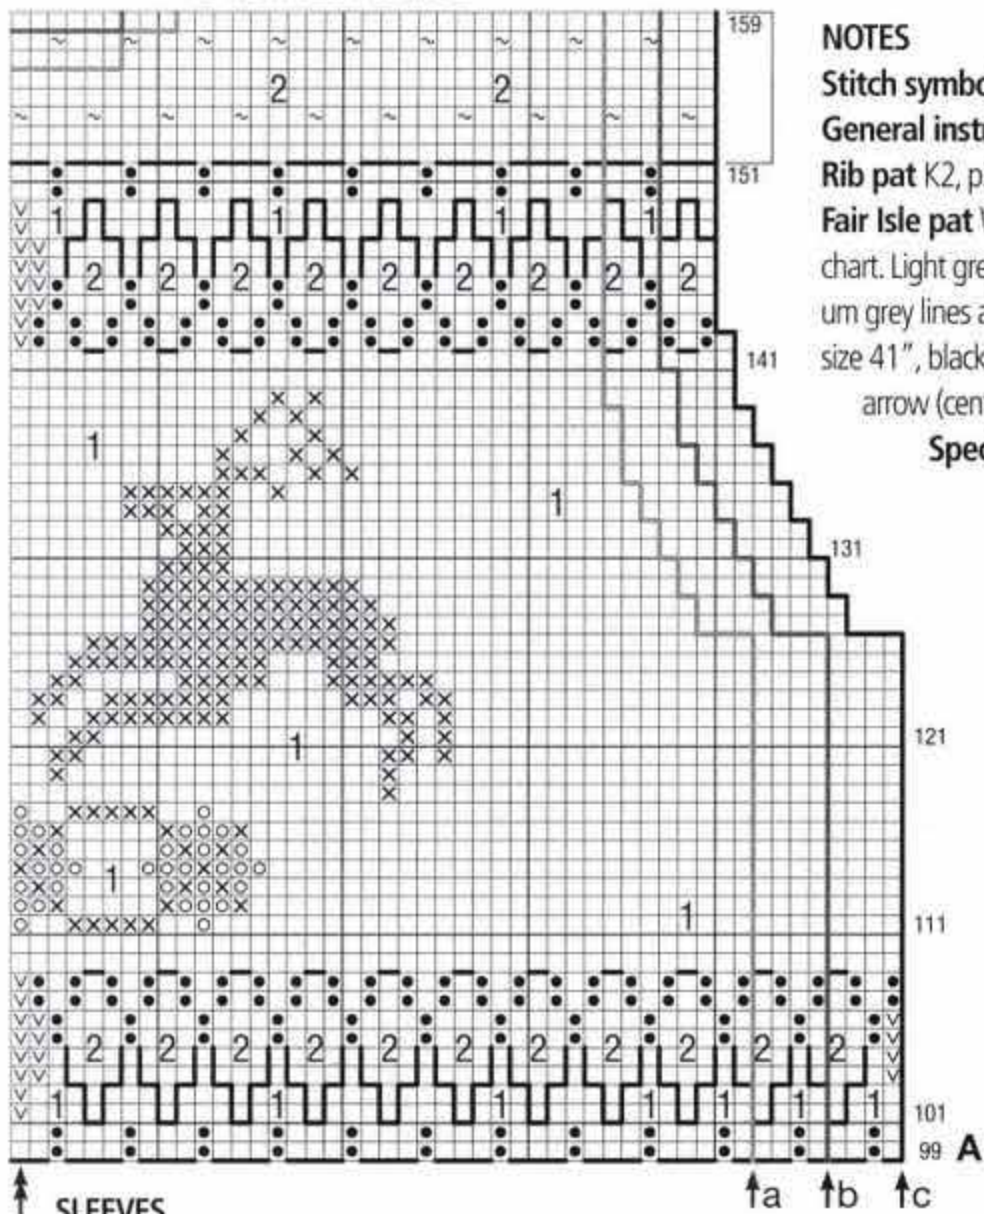 159
NOTES
Stitch symbo
2 2
General inst
151
Rib pat K2, p
1 1 1 1
Fair Isle pat
2 2 2 2 2 2 2 2 2
chart. Light gre
um grey lines a
141
size 41", black
arrow (cen
1
Spec
1
131
121
1
1
1
111
2 2 2 2 2 2 2 2 2 2 2
1 1 1 1 1 1 1 101
99 A
SLEEVES a b c